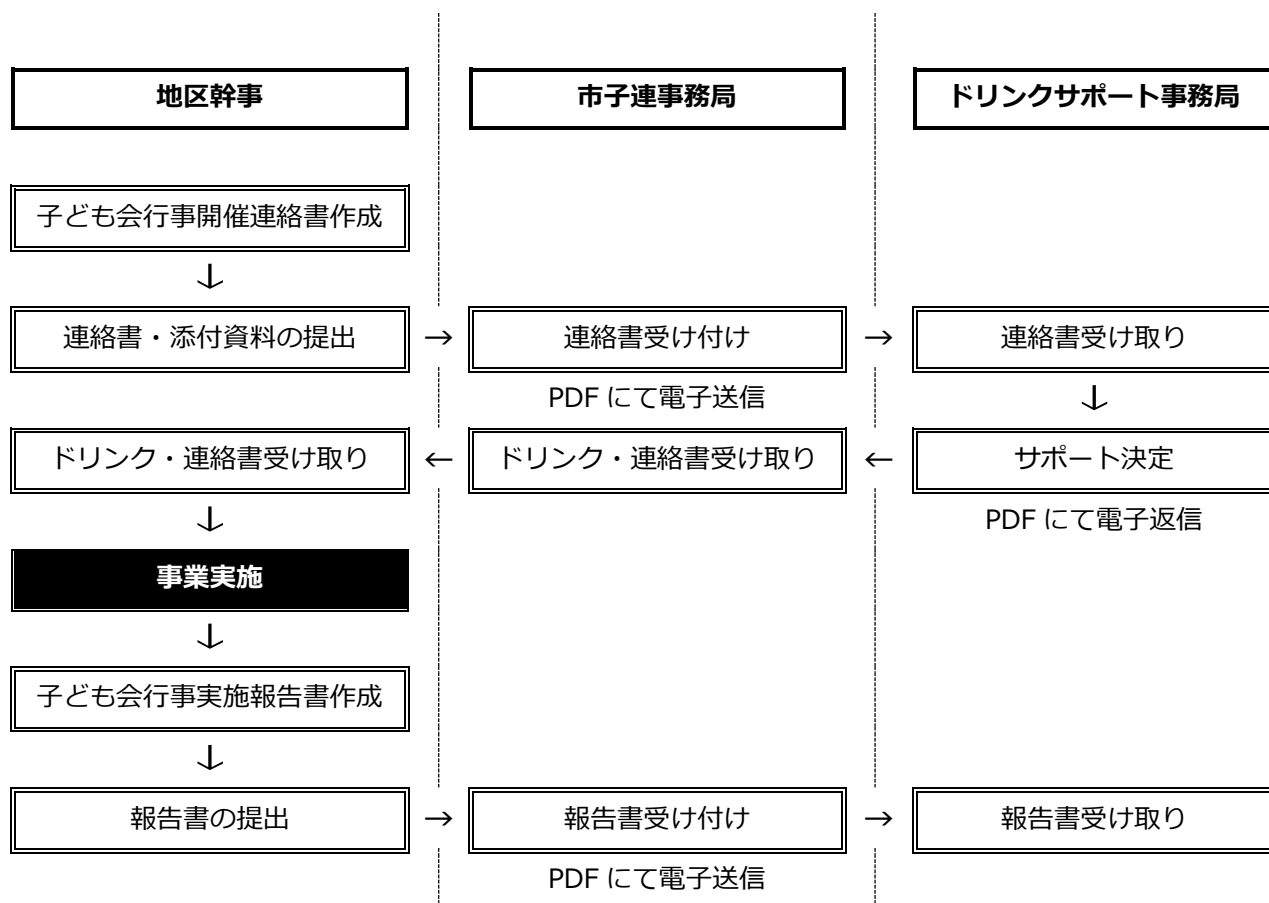 地区幹事
市子連事務局
ドリンクサポート事務局
子ども会行事開催連絡書作成
↓
連絡書・添付資料の提出 → 連絡書受け付け → 連絡書受け取り
PDF にて電子送信
↓
ドリンク・連絡書受け取り ← ドリンク・連絡書受け取り ← サポート決定
↓
PDF にて電子返信
事業実施
↓
子ども会行事実施報告書作成
↓
報告書の提出 → 報告書受け付け → 報告書受け取り
PDF にて電子送信